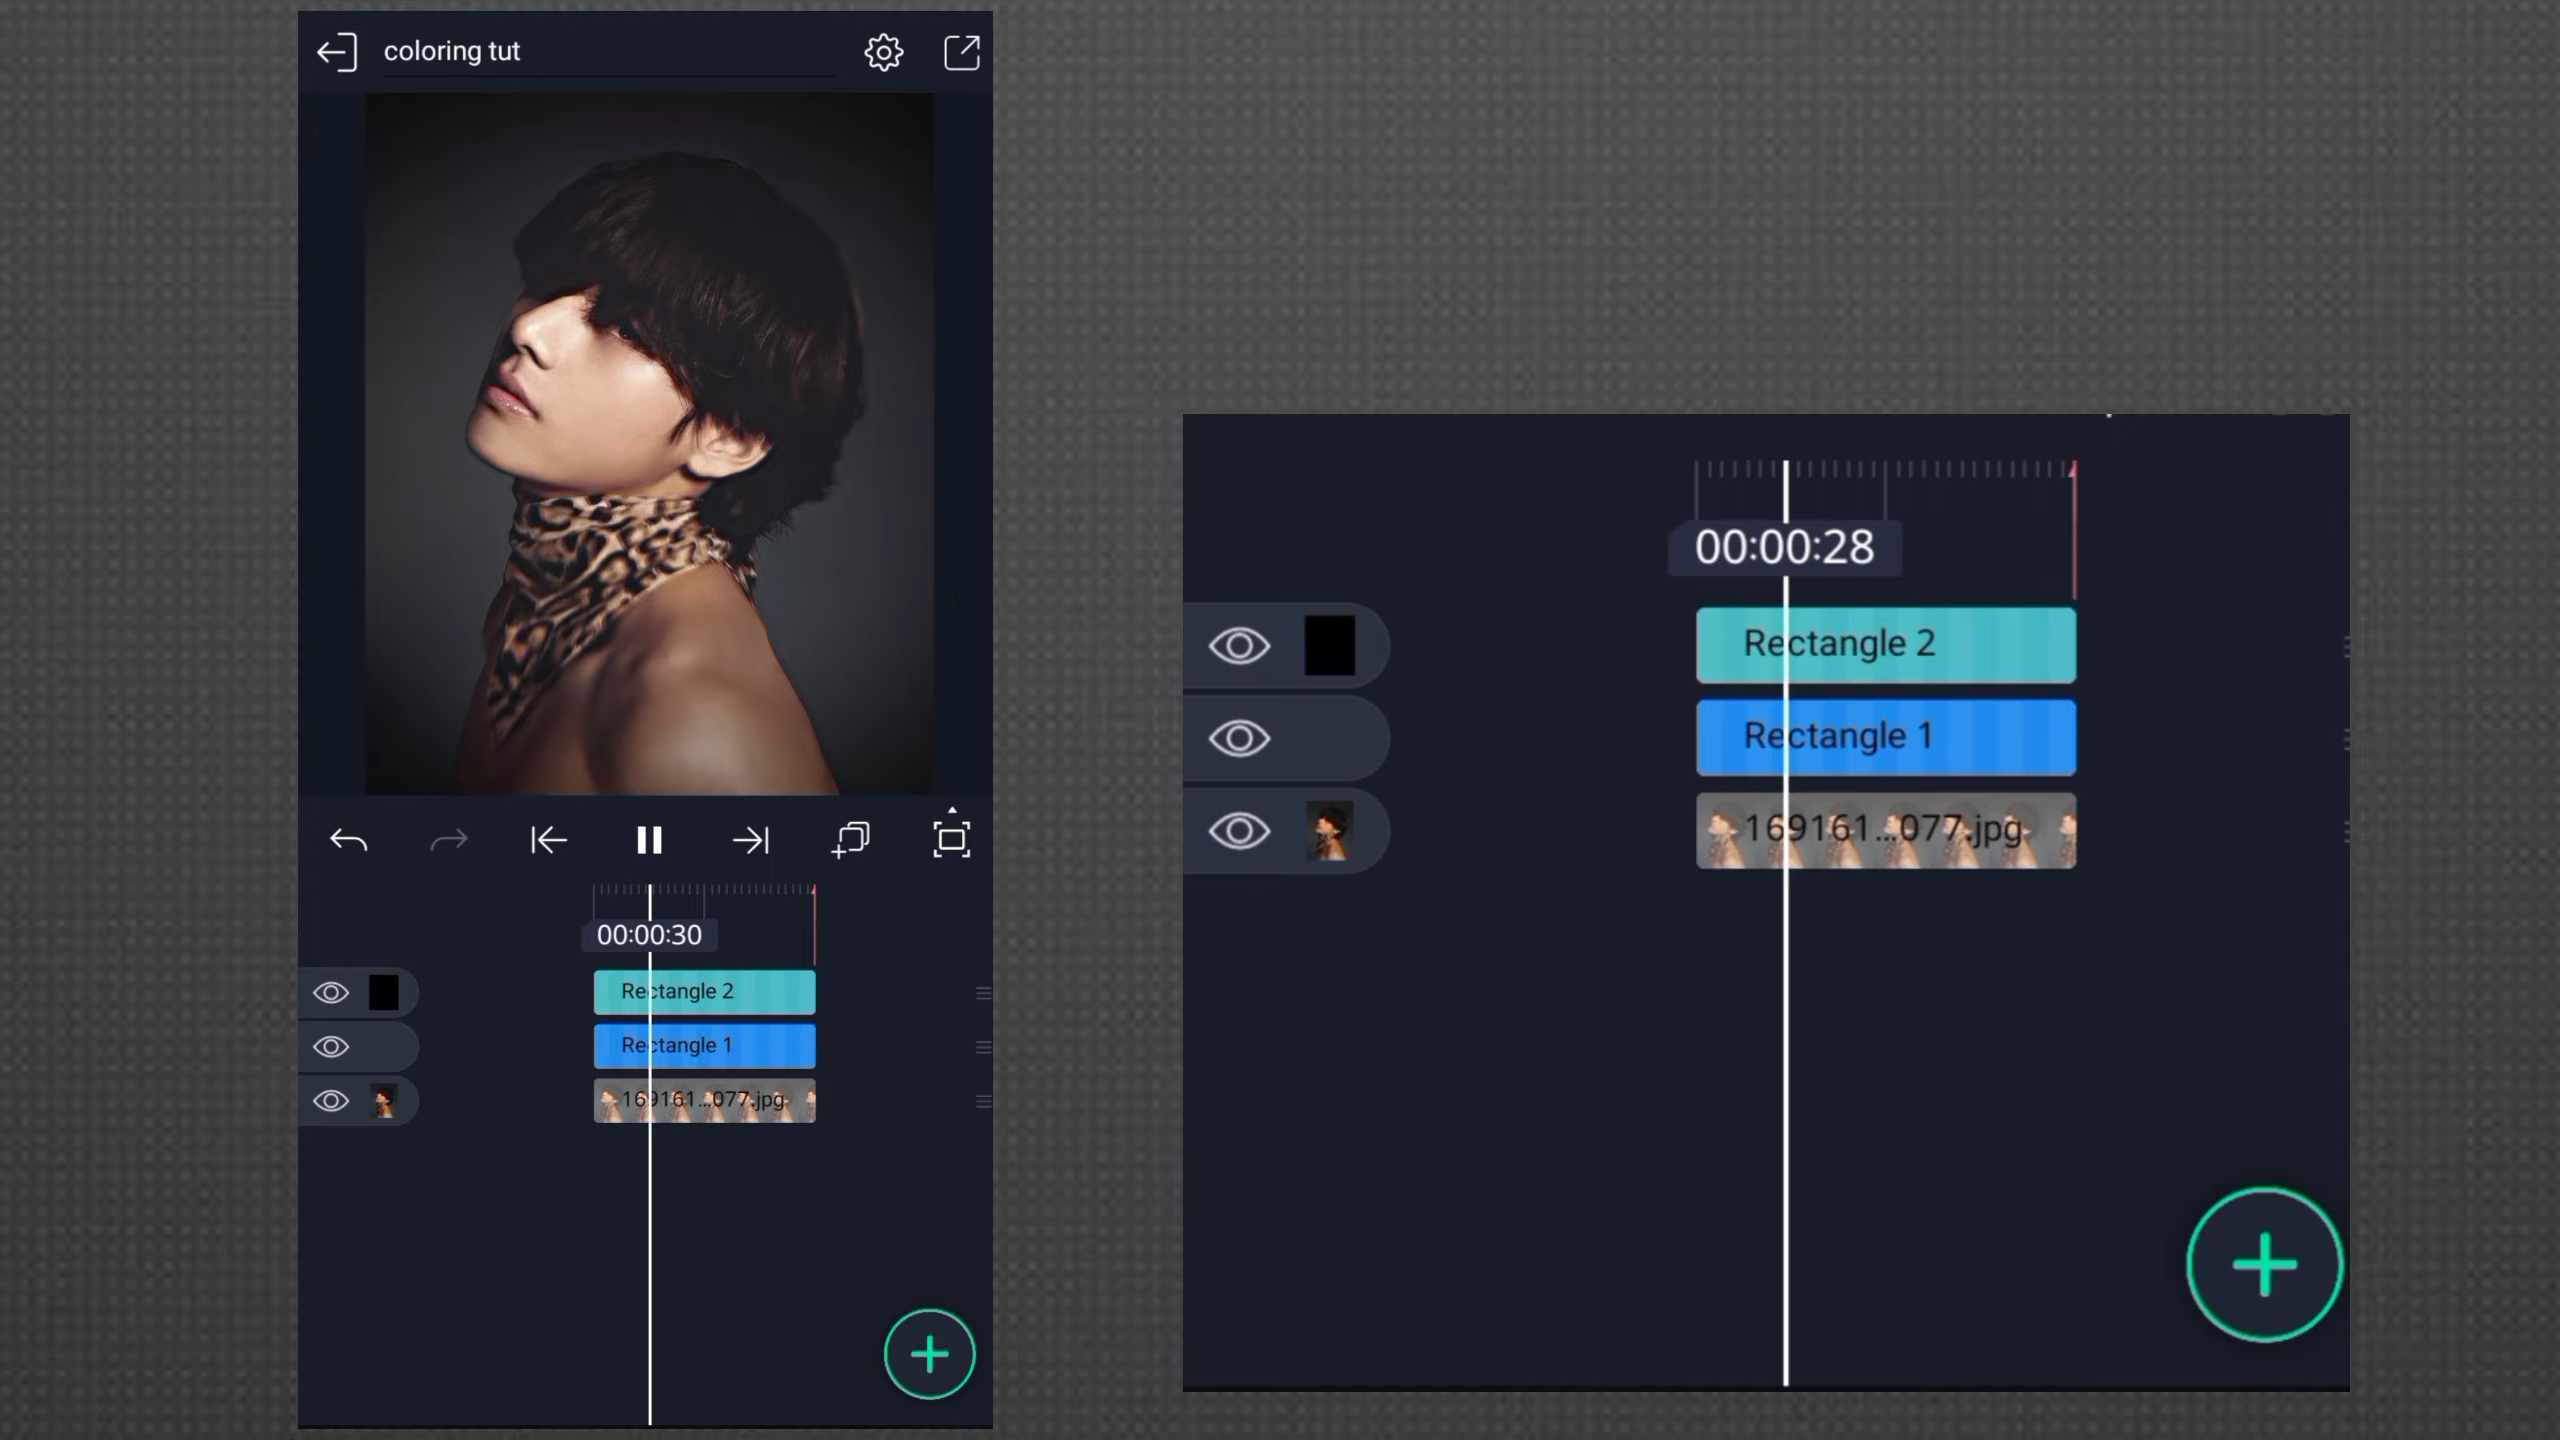 coloring tut
00:00:30
Rectangle 2
Rectangle 1
169161...077.jpg
00:00:28
Rectangle 2
Rectangle 1
169161...077.jpg